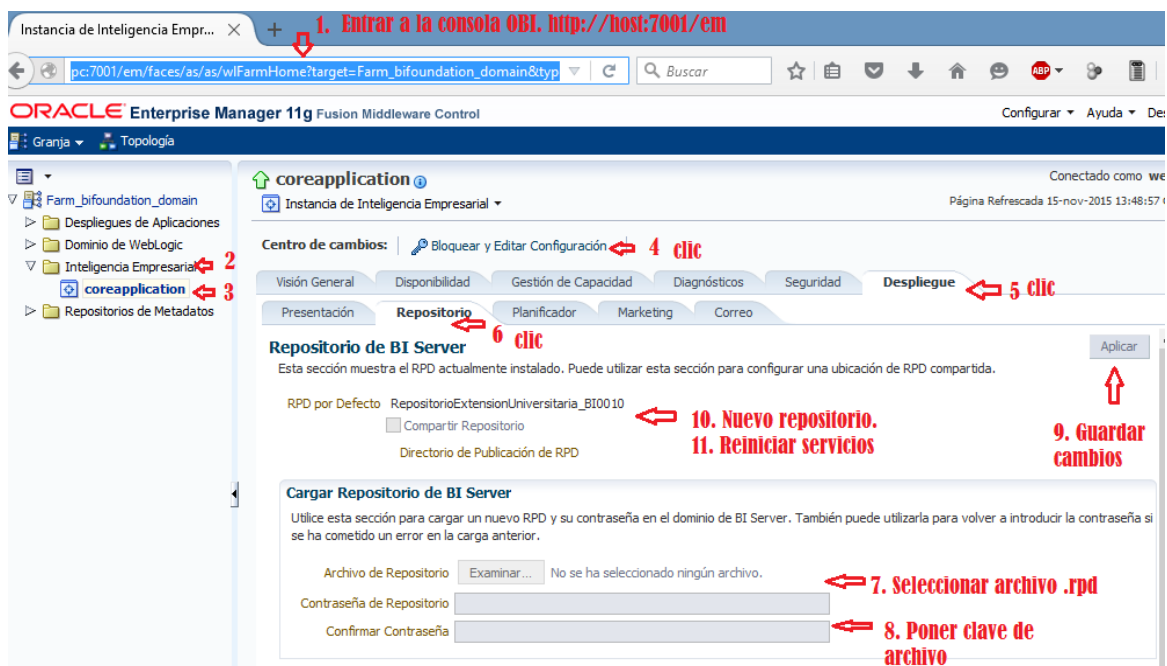 Instancia de Inteligencia Empr...
1. Entrar a la consola OBI. http://host:7001/em
pc:7001/em/faces/as/as/wlFarmHome?target=Farm_bifoundation_domain&typ
Buscar
ABP
ORACLE Enterprise Manager 11g Fusion Middleware Control
Configurar Ayuda Des
Granja Topología
coreapplication
Conectado como we
Farm_bifoundation_domain
Instancia de Inteligencia Empresarial
Página Refrescada 15-nov-2015 13:48:57
Despliegues de Aplicaciones
Dominio de WebLogic
Centro de cambios: Bloquear y Editar Configuración 4 clic
Inteligencia Empresarial 2
coreapplication 3
Repositorios de Metadatos
Visión General Disponibilidad Gestión de Capacidad Diagnósticos Seguridad Despliegue 5 clic
Presentación Repositorio Planificador Marketing Correo
6 clic
Repositorio de BI Server
Aplicar
Esta sección muestra el RPD actualmente instalado. Puede utilizar esta sección para configurar una ubicación de RPD compartida.
RPD por Defecto RepositorioExtensionUniversitaria_BI0010
Compartir Repositorio
Directorio de Publicación de RPD
10. Nuevo repositorio.
11. Reiniciar servicios
9. Guardar
cambios
Cargar Repositorio de BI Server
Utilice esta sección para cargar un nuevo RPD y su contraseña en el dominio de BI Server. También puede utilizarla para volver a introducir la contraseña si
se ha cometido un error en la carga anterior.
Archivo de Repositorio Examinar... No se ha seleccionado ningún archivo.
7. Seleccionar archivo .rpd
Contraseña de Repositorio
Confirmar Contraseña
8. Poner clave de
archivo